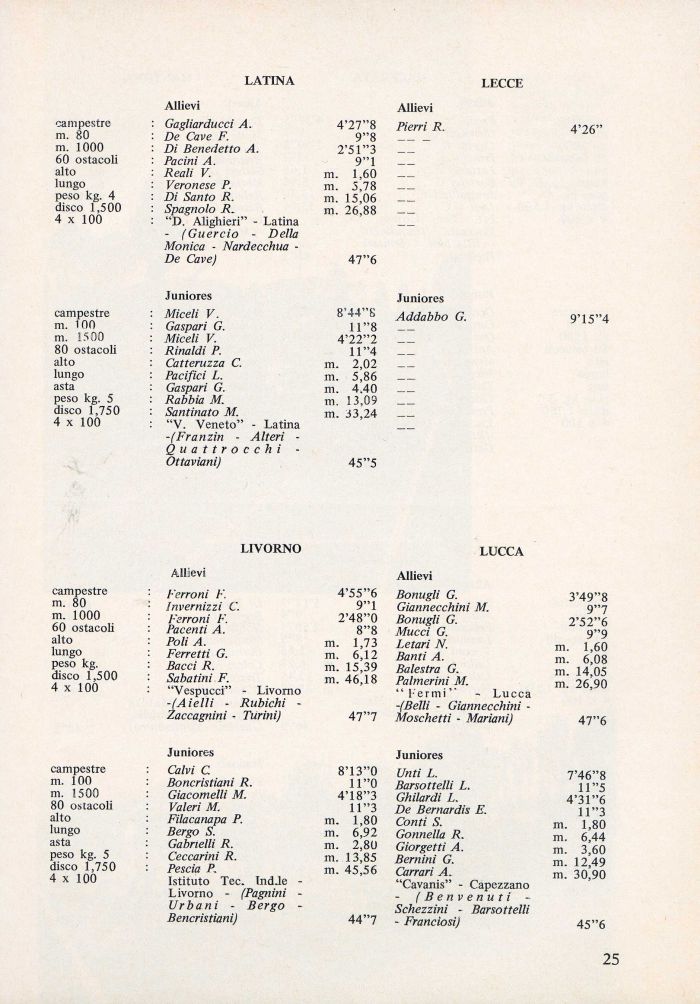 LATINA
Allievi
campestre : Gagliarducci A. 4'27"8
m. 80 : De Cave F. 9"8
m. 1000 : Di Benedetto A. 2'51"3
60 ostacoli : Pacini A. 9"1
alto : Reali V. m. 1,60
lungo : Veronese P. m. 5,78
peso kg. 4 : Di Santo R. m. 15,06
disco 1,500 : Spagnolo R. m. 26,88
4 x 100 : "D. Alighieri" - Latina
- (Guercio - Della
Monica - Nardecchua -
De Cave) 47"6
Juniores
campestre : Miceli V. 8'44"8
m. 100 : Gaspari G. 11"8
m. 1500 : Miceli V. 4'22"2
80 ostacoli : Rinaldi P. 11"4
alto : Catteruzza C. m. 2,02
lungo : Pacifici L. m. 5,86
asta : Gaspari G. m. 4,40
peso kg. 5 : Rabbia M. m. 13,09
disco 1,750 : Santinato M. m. 33,24
4 x 100 : "V. Veneto" - Latina
-(Franzin - Alteri -
Quattrocchi -
Ottaviani) 45"5
LECCE
Allievi
Pierri R. 4'26"
-- -
--
--
--
--
--
--
--
Juniores
Addabbo G. 9'15"4
--
--
--
--
--
--
--
--
--
LIVORNO
Allievi
campestre : Ferroni F. 4'55"6
m. 80 : Invernizzi C. 9"1
m. 1000 : Ferroni F. 2'48"0
60 ostacoli : Pacenti A. 8"8
alto : Poli A. m. 1,73
lungo : Ferretti G. m. 6,12
peso kg. : Bacci R. m. 15,39
disco 1,500 : Sabatini F. m. 46,18
4 x 100 : "Vespucci" - Livorno
-(Aielli - Rubichi -
Zaccagnini - Turini) 47"7
Juniores
campestre : Calvi C. 8'13"0
m. 100 : Boncristiani R. 11"0
m. 1500 : Giacomelli M. 4'18"3
80 ostacoli : Valeri M. 11"3
alto : Filacanapa P. m. 1,80
lungo : Bergo S. m. 6,92
asta : Gabrielli R. m. 2,80
peso kg. 5 : Ceccarini R. m. 13,85
disco 1,750 : Pescia P. m. 45,56
4 x 100 : Istituto Tec. Ind.le -
Livorno - (Pagnini -
Urbani - Bergo -
Bencristiani) 44"7
LUCCA
Allievi
Bonugli G. 3'49"8
Giannecchini M. 9"7
Bonugli G. 2'52"6
Mucci G. 9"9
Letari N. m. 1,60
Banti A. m. 6,08
Balestra G. m. 14,05
Palmerini M. m. 26,90
"Fermi" - Lucca
-(Belli - Giannecchini -
Moschetti - Mariani) 47"6
Juniores
Unti L. 7'46"8
Barsottelli L. 11"5
Ghilardi L. 4'31"6
De Bernardis E. 11"3
Conti S. m. 1,80
Gonnella R. m. 6,44
Giorgetti A. m. 3,60
Bernini G. m. 12,49
Carrari A. m. 30,90
"Cavanis" - Capezzano
- (Benvenuti -
Schezzini - Barsottelli
- Franciosi) 45"6
25